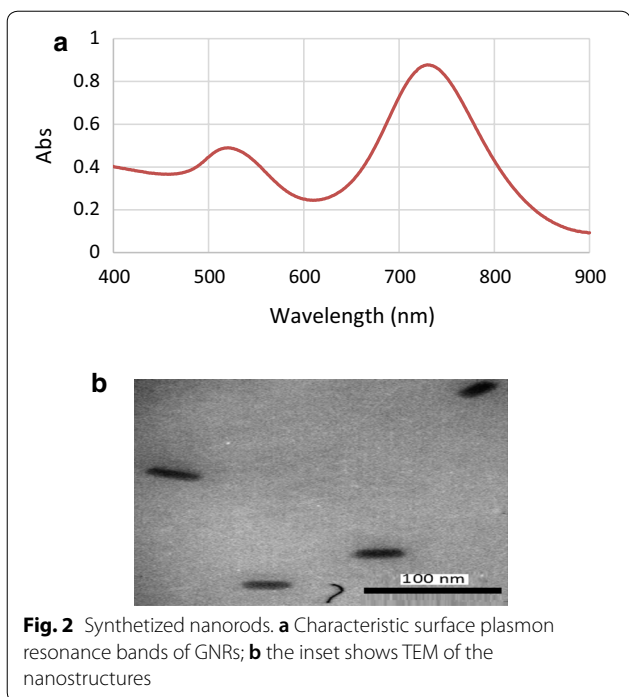 a
1
0.8
0.6
0.4
0.2
0
Abs
400 500 600 700 800 900
Wavelength (nm)
b
100 nm
Fig. 2 Synthetized nanorods. a Characteristic surface plasmon
resonance bands of GNRs; b the inset shows TEM of the
nanostructures